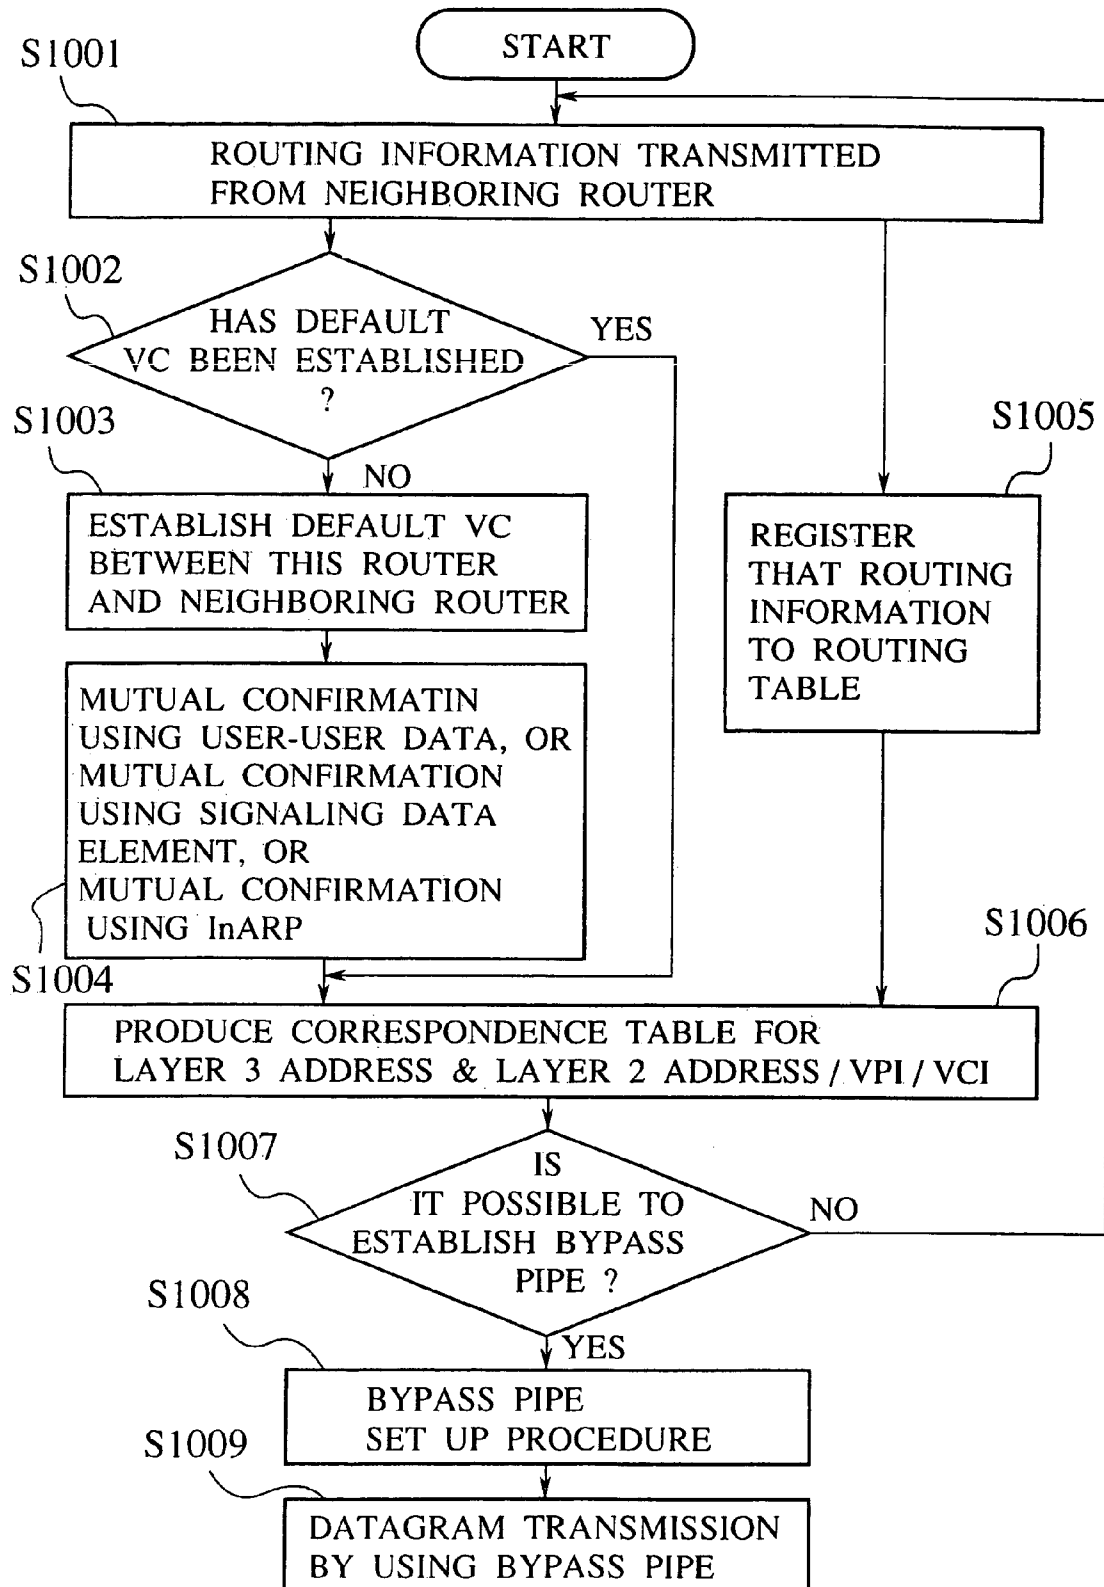 START
S1001
ROUTING INFORMATION TRANSMITTED
FROM NEIGHBORING ROUTER
S1002
HAS DEFAULT
VC BEEN ESTABLISHED
?
YES
NO
S1003
ESTABLISH DEFAULT VC
BETWEEN THIS ROUTER
AND NEIGHBORING ROUTER
S1005
REGISTER
THAT ROUTING
INFORMATION
TO ROUTING
TABLE
MUTUAL CONFIRMATIN
USING USER-USER DATA, OR
MUTUAL CONFIRMATION
USING SIGNALING DATA
ELEMENT, OR
MUTUAL CONFIRMATION
USING InARP
S1004
S1006
PRODUCE CORRESPONDENCE TABLE FOR
LAYER 3 ADDRESS & LAYER 2 ADDRESS / VPI / VCI
S1007
IS
IT POSSIBLE TO
ESTABLISH BYPASS
PIPE ?
NO
YES
S1008
BYPASS PIPE
SET UP PROCEDURE
S1009
DATAGRAM TRANSMISSION
BY USING BYPASS PIPE